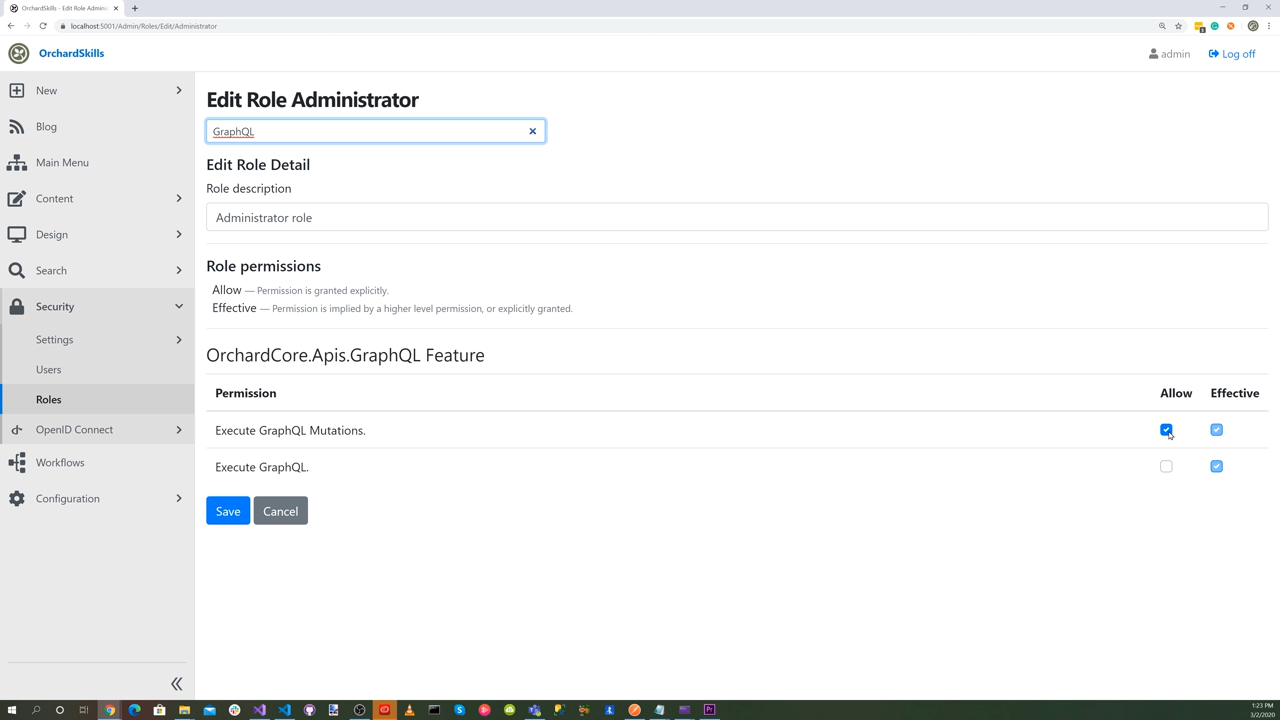 OrchardSkills - Edit Role Admin
localhost:5001/Admin/Roles/Edit/Administrator
OrchardSkills
admin
Log off
New
Blog
Main Menu
Content
Design
Search
Security
Settings
Users
Roles
OpenID Connect
Workflows
Configuration
Edit Role Administrator
GraphQL
Edit Role Detail
Role description
Administrator role
Role permissions
Allow — Permission is granted explicitly.
Effective — Permission is implied by a higher level permission, or explicitly granted.
OrchardCore.Apis.GraphQL Feature
Permission Allow Effective
Execute GraphQL Mutations.
Execute GraphQL.
Save Cancel
1:23 PM
3/2/2020